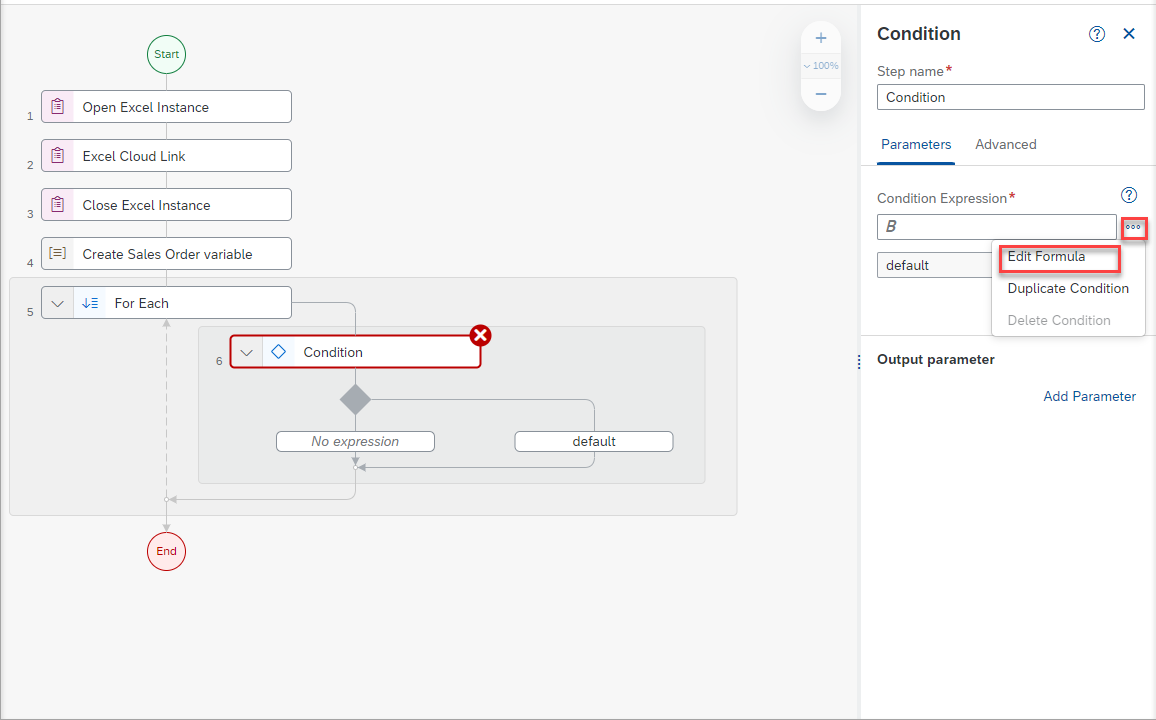 Start
1 Open Excel Instance
2 Excel Cloud Link
3 Close Excel Instance
4 Create Sales Order variable
5 For Each
6 Condition
No expression
default
End
+
100%
−
Condition
Step name*
Condition
Parameters Advanced
Condition Expression*
B
default
Edit Formula
Duplicate Condition
Delete Condition
Output parameter
Add Parameter